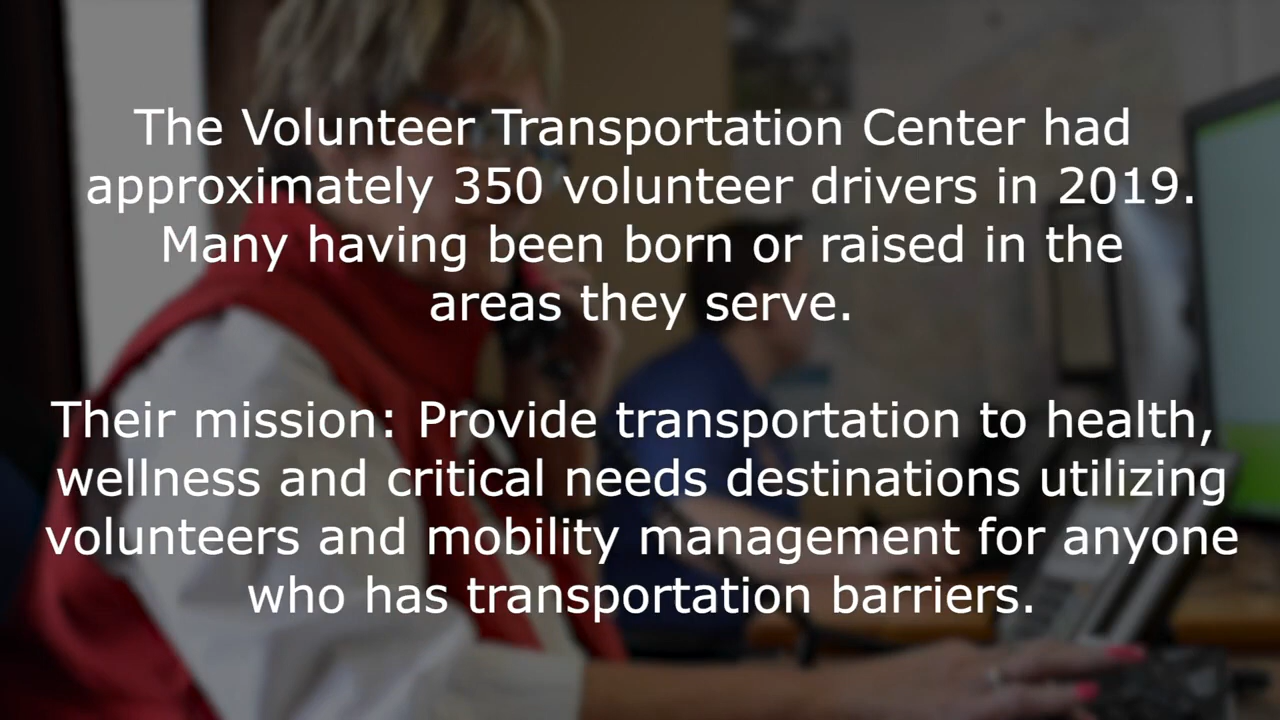 The Volunteer Transportation Center had
approximately 350 volunteer drivers in 2019.
Many having been born or raised in the
areas they serve.
Their mission: Provide transportation to health,
wellness and critical needs destinations utilizing
volunteers and mobility management for anyone
who has transportation barriers.